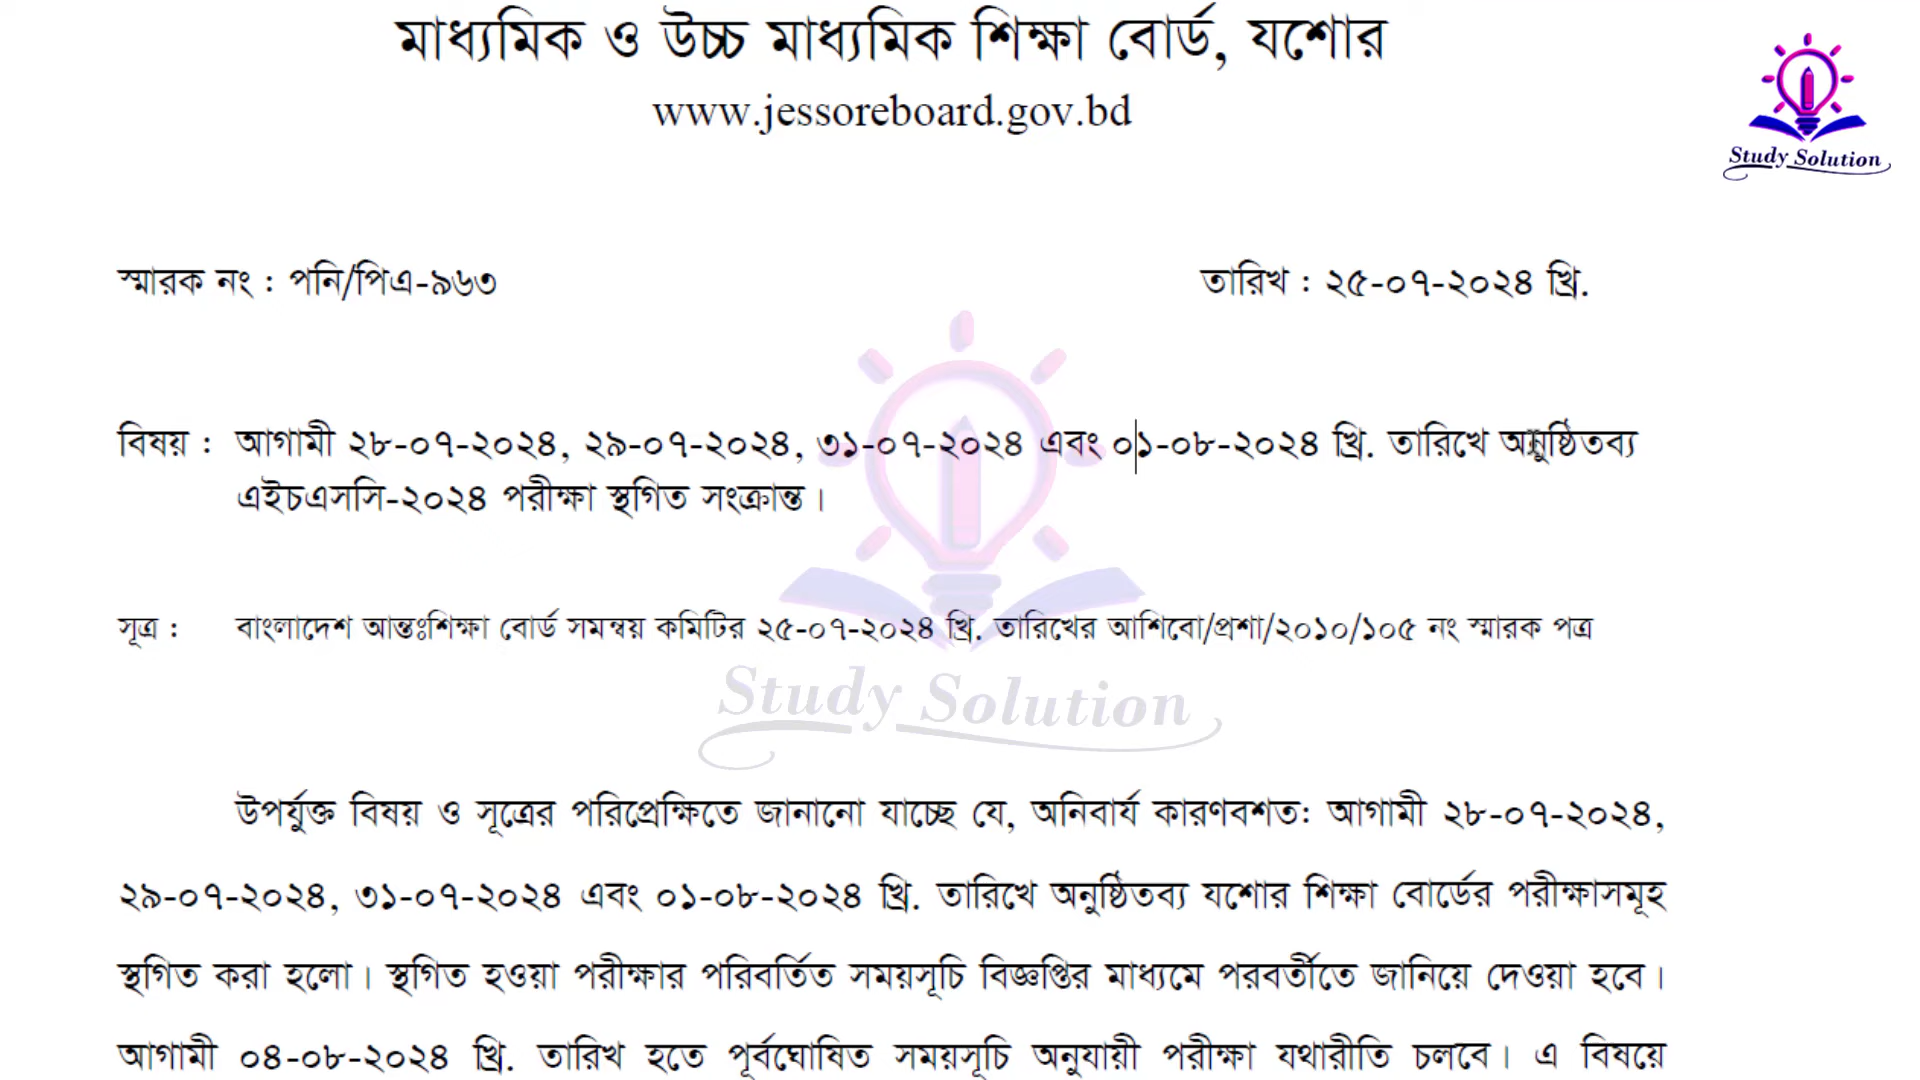 মাধ্যমিক ও উচ্চ মাধ্যমিক শিক্ষা বোর্ড, যশোর
www.jessoreboard.gov.bd
Study Solution
স্মারক নং : পনি/পিএ-৯৬৩ তারিখ : ২৫-০৭-২০২৪ খ্রি.
বিষয় : আগামী ২৮-০৭-২০২৪, ২৯-০৭-২০২৪, ৩১-০৭-২০২৪ এবং ০১-০৮-২০২৪ খ্রি. তারিখে অনুষ্ঠিতব্য
এইচএসসি-২০২৪ পরীক্ষা স্থগিত সংক্রান্ত।
সূত্র : বাংলাদেশ আন্তঃশিক্ষা বোর্ড সমন্বয় কমিটির ২৫-০৭-২০২৪ খ্রি. তারিখের আশিবো/প্রশা/২০১০/১০৫ নং স্মারক পত্র
Study Solution
উপর্যুক্ত বিষয় ও সূত্রের পরিপ্রেক্ষিতে জানানো যাচ্ছে যে, অনিবার্য কারণবশত: আগামী ২৮-০৭-২০২৪,
২৯-০৭-২০২৪, ৩১-০৭-২০২৪ এবং ০১-০৮-২০২৪ খ্রি. তারিখে অনুষ্ঠিতব্য যশোর শিক্ষা বোর্ডের পরীক্ষাসমূহ
স্থগিত করা হলো। স্থগিত হওয়া পরীক্ষার পরিবর্তিত সময়সূচি বিজ্ঞপ্তির মাধ্যমে পরবর্তীতে জানিয়ে দেওয়া হবে।
আগামী ০৪-০৮-২০২৪ খ্রি. তারিখ হতে পূর্বঘোষিত সময়সূচি অনুযায়ী পরীক্ষা যথারীতি চলবে। এ বিষয়ে